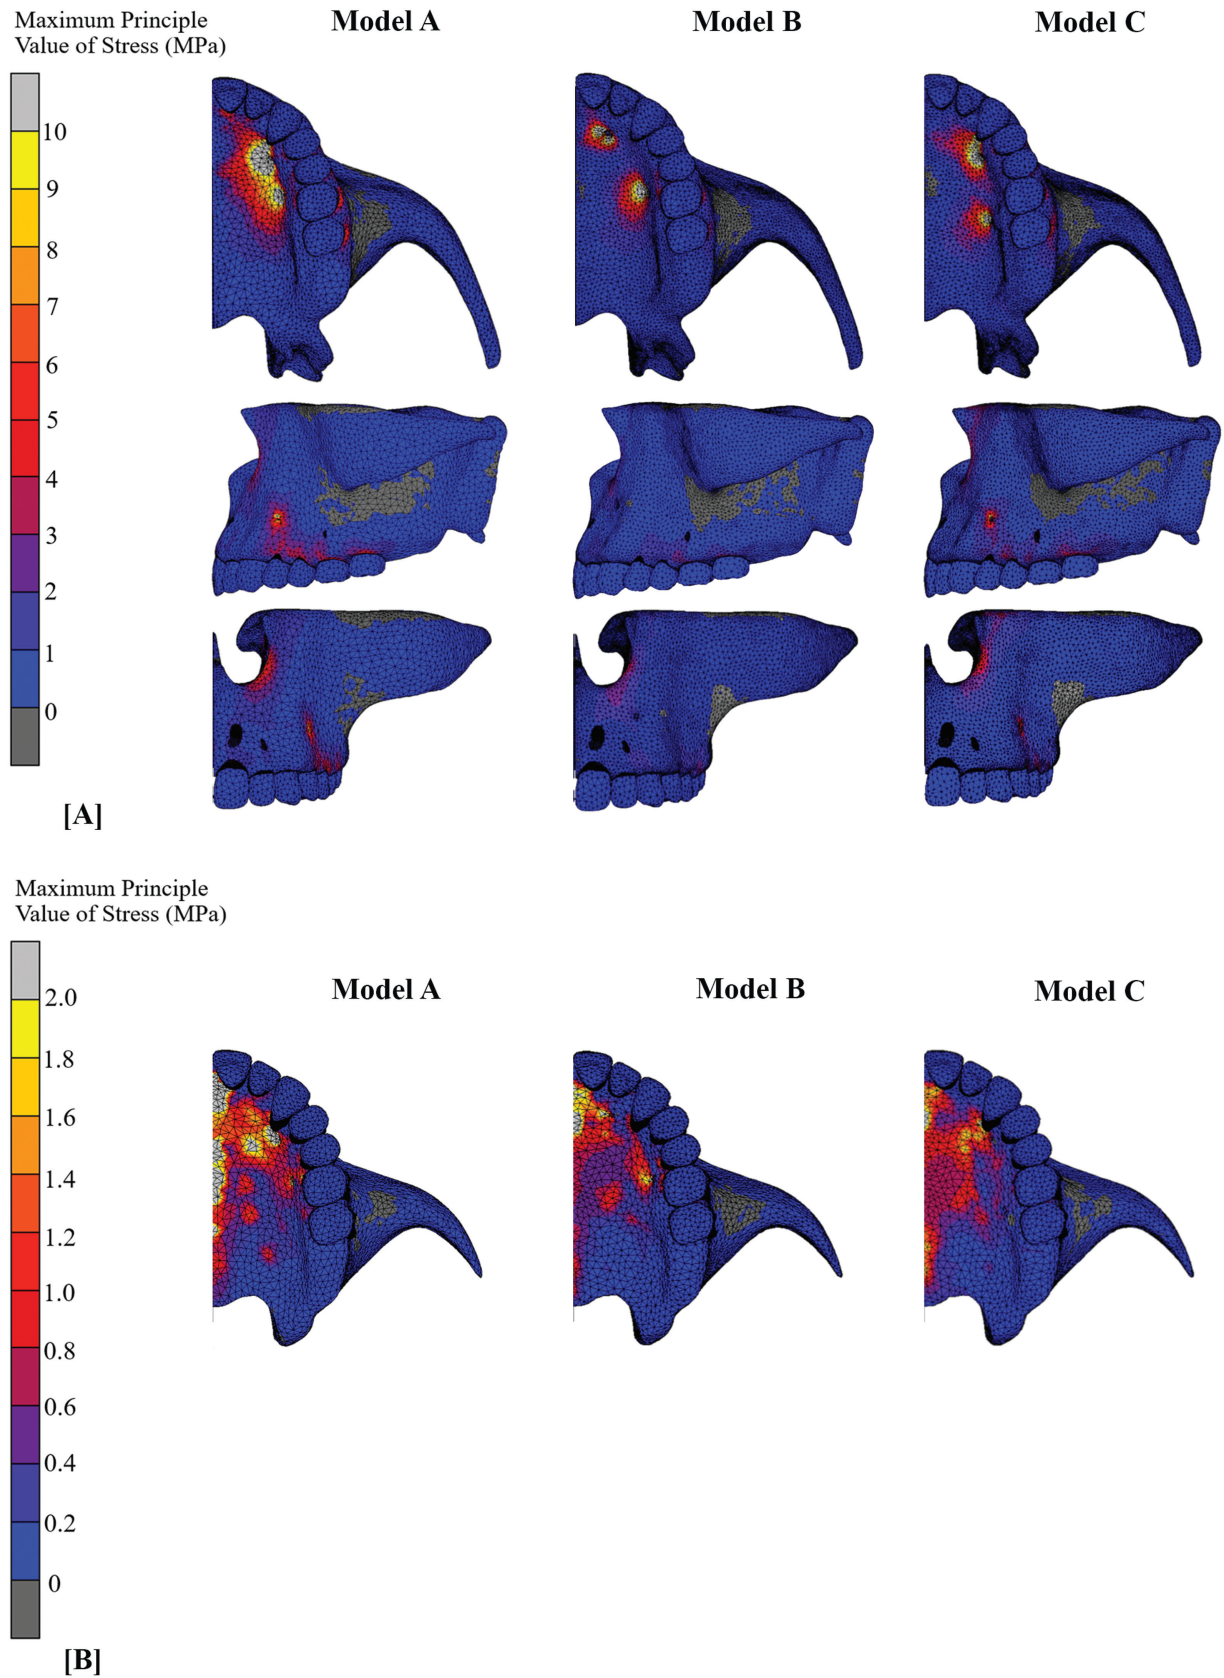 Maximum Principle
Value of Stress (MPa)
Model A
Model B
Model C
10
9
8
7
6
5
4
3
2
1
0
[A]
Maximum Principle
Value of Stress (MPa)
Model A
Model B
Model C
2.0
1.8
1.6
1.4
1.2
1.0
0.8
0.6
0.4
0.2
0
[B]